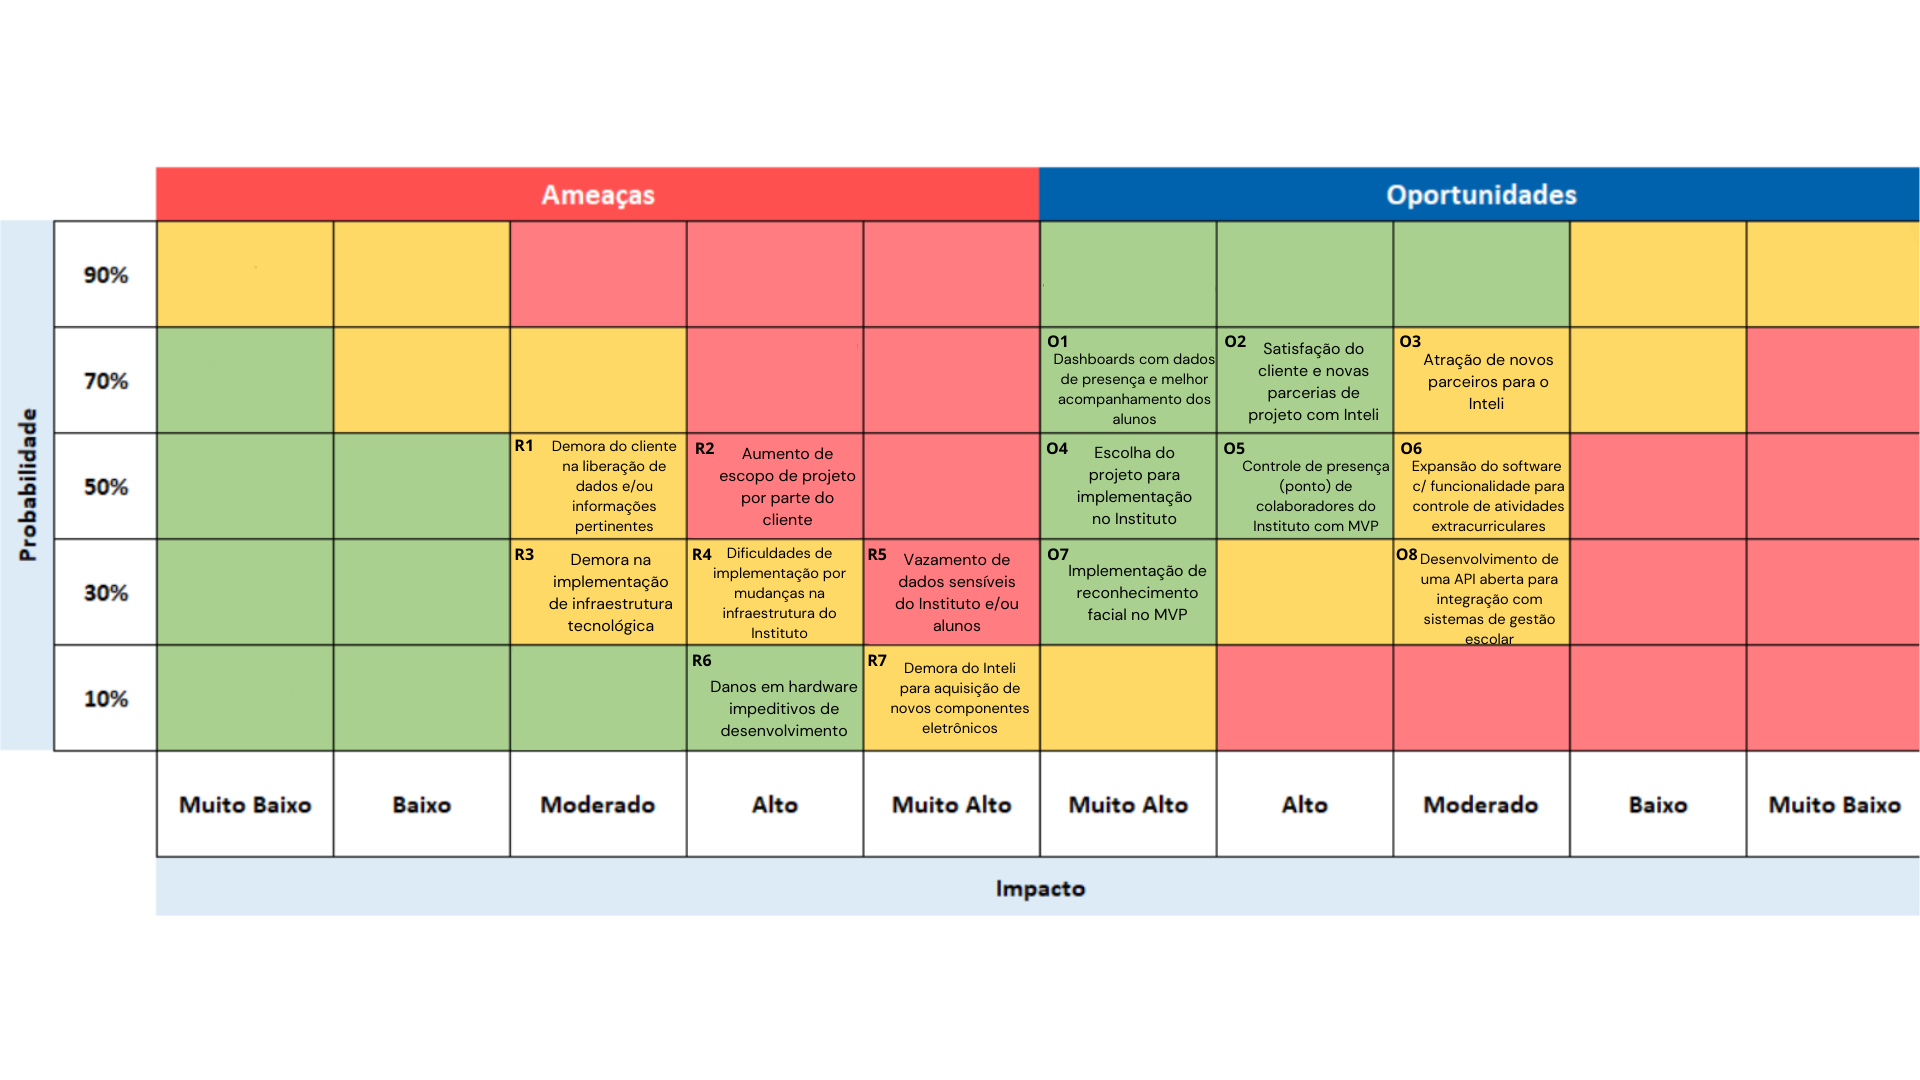 Ameaças
Oportunidades
Probabilidade
90%
70%
O1
Dashboards com dados
de presença e melhor
acompanhamento dos
alunos
O2
Satisfação do
cliente e novas
parcerias de
projeto com Inteli
O3
Atração de novos
parceiros para o
Inteli
50%
R1
Demora do cliente
na liberação de
dados e/ou
informações
pertinentes
R2
Aumento de
escopo de projeto
por parte do
cliente
O4
Escolha do
projeto para
implementação
no Instituto
O5
Controle de presença
(ponto) de
colaboradores do
Instituto com MVP
O6
Expansão do software
c/ funcionalidade para
controle de atividades
extracurriculares
30%
R3
Demora na
implementação
de infraestrutura
tecnológica
R4
Dificuldades de
implementação por
mudanças na
infraestrutura do
Instituto
R5
Vazamento de
dados sensíveis
do Instituto e/ou
alunos
O7
Implementação de
reconhecimento
facial no MVP
O8
Desenvolvimento de
uma API aberta para
integração com
sistemas de gestão
escolar
10%
R6
Danos em hardware
impeditivos de
desenvolvimento
R7
Demora do Inteli
para aquisição de
novos componentes
eletrônicos
Muito Baixo
Baixo
Moderado
Alto
Muito Alto
Muito Alto
Alto
Moderado
Baixo
Muito Baixo
Impacto